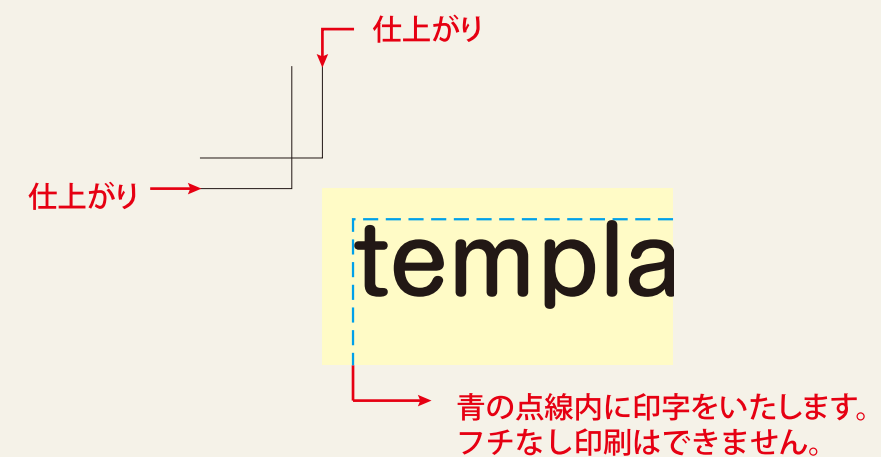 仕上がり
仕上がり
templa
青の点線内に印字をいたします。
フチなし印刷はできません。